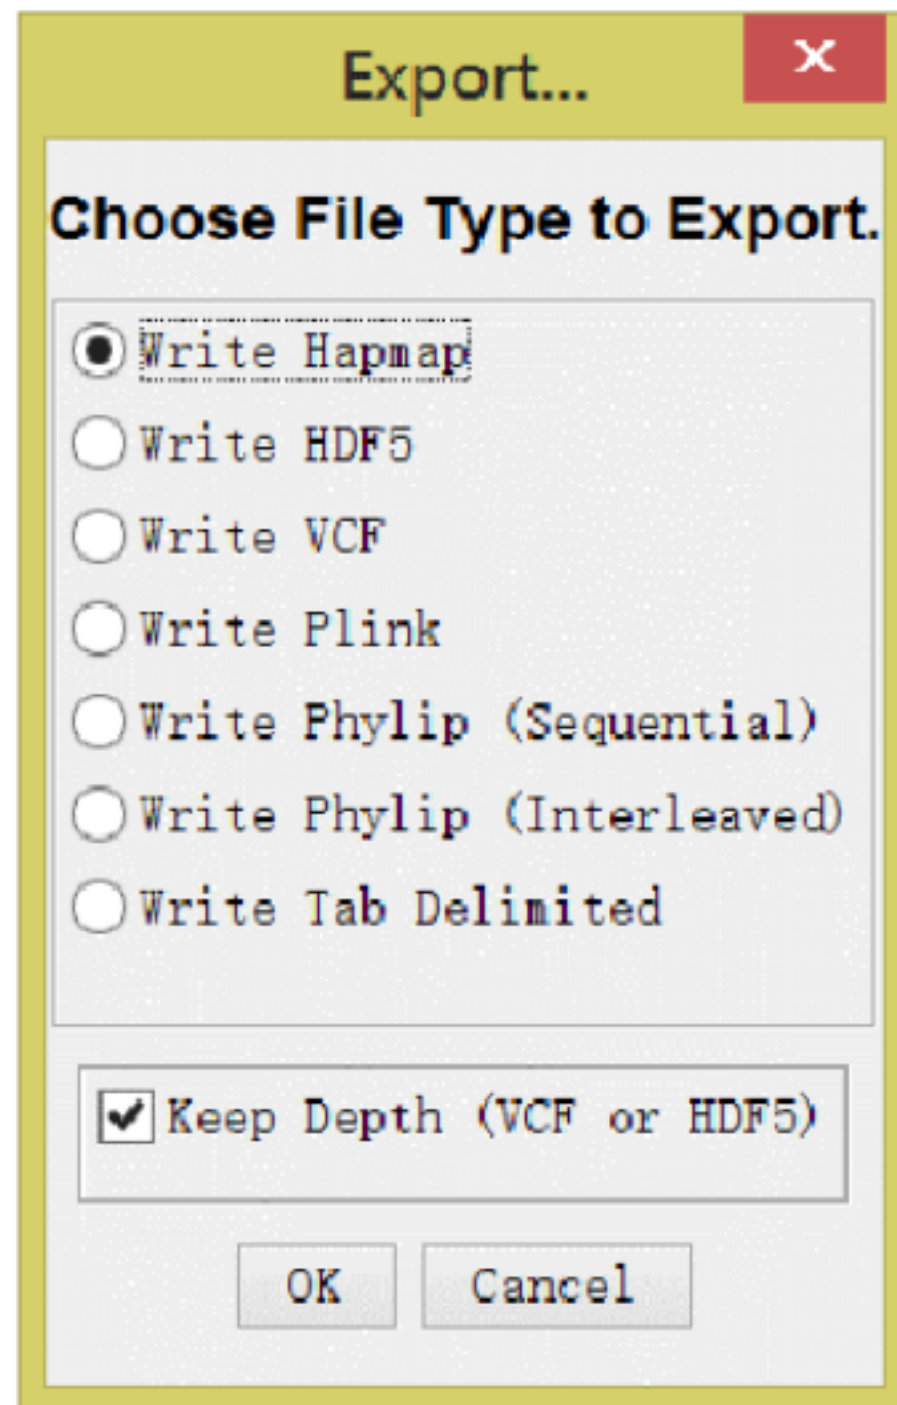 Export...
Choose File Type to Export.
Write Hapmap
Write HDF5
Write VCF
Write Plink
Write Phylip (Sequential)
Write Phylip (Interleaved)
Write Tab Delimited
Keep Depth (VCF or HDF5)
OK Cancel